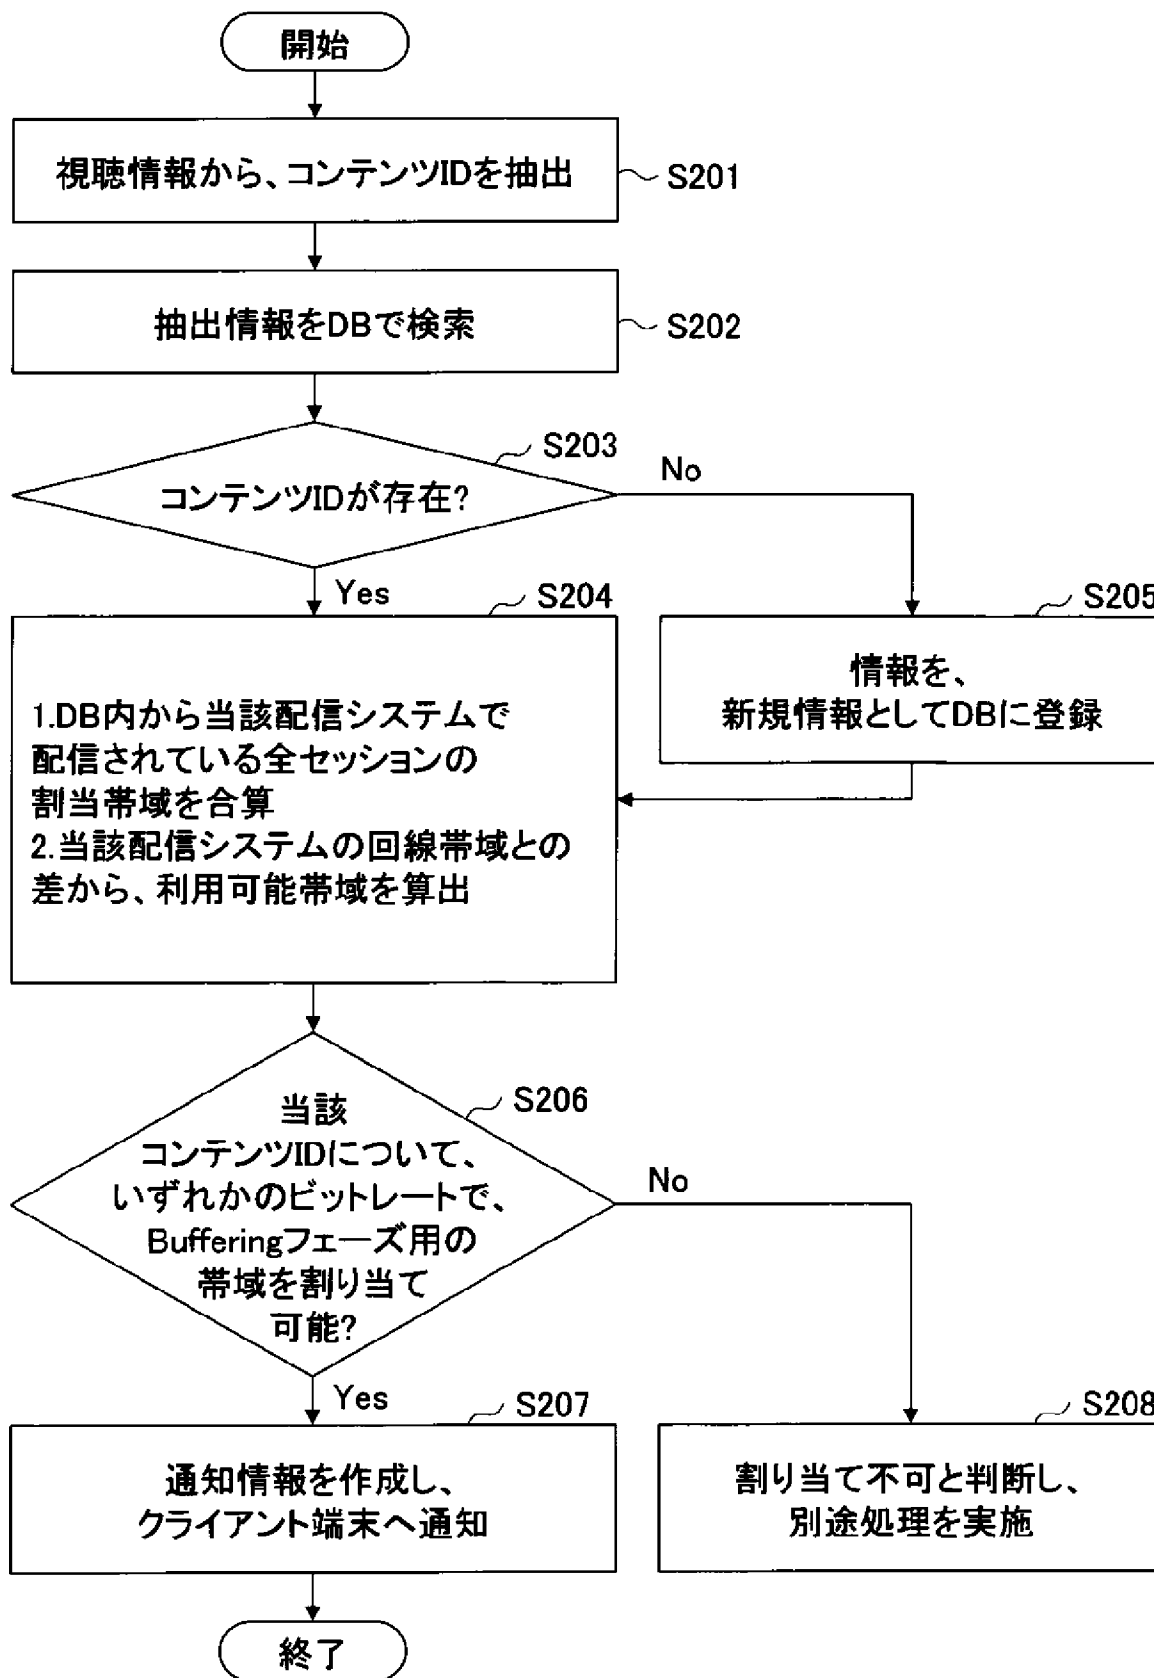 開始
視聴情報から、コンテンツIDを抽出
S201
抽出情報をDBで検索
S202
S203
コンテンツIDが存在?
No
Yes
S204
1.DB内から当該配信システムで
配信されている全セッションの
割当帯域を合算
2.当該配信システムの回線帯域との
差から、利用可能帯域を算出
S205
情報を、
新規情報としてDBに登録
S206
当該
コンテンツIDについて、
いずれかのビットレートで、
Bufferingフェーズ用の
帯域を割り当て
可能?
No
Yes
S207
通知情報を作成し、
クライアント端末へ通知
S208
割り当て不可と判断し、
別途処理を実施
終了